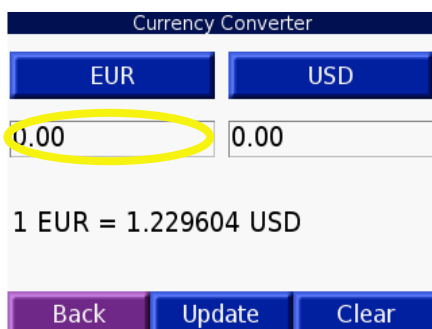 Currency Converter
EUR USD
0.00 0.00
1 EUR = 1.229604 USD
Back Update Clear